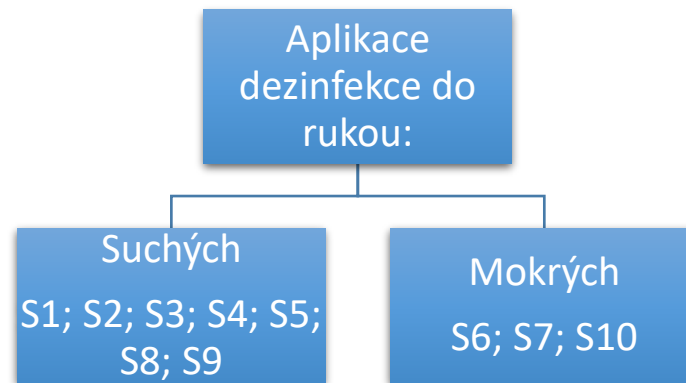 Aplikace
dezinfekce do
rukou:
Suchých
S1; S2; S3; S4; S5;
S8; S9
Mokrých
S6; S7; S10